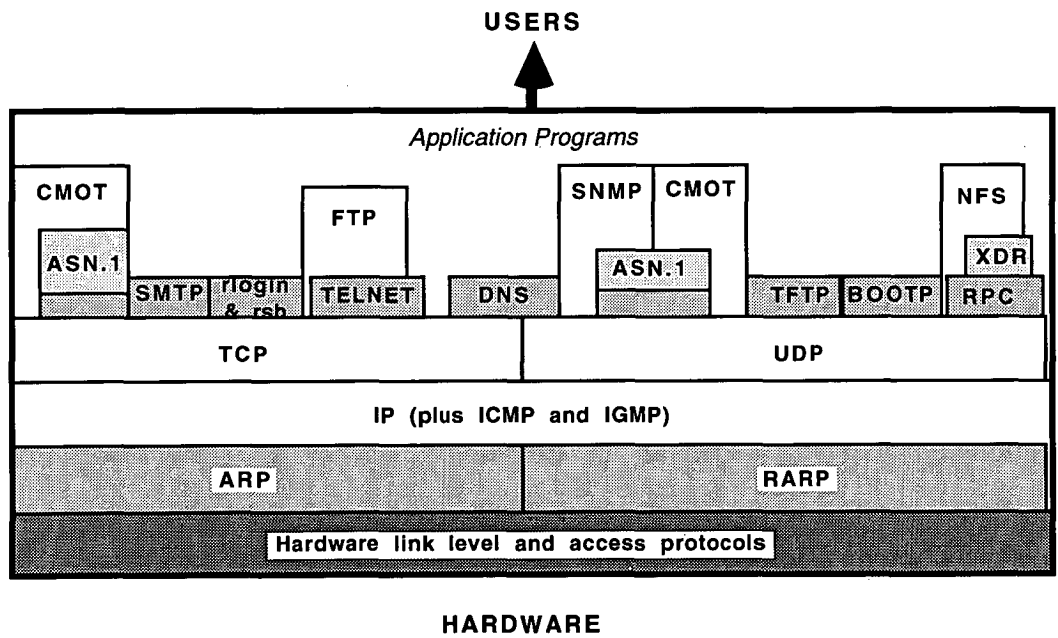 USERS
Application Programs
CMOT
SNMP CMOT
NFS
FTP
ASN.1
ASN.1
XDR
SMTP
rlogin
& rsb
TELNET
DNS
TFTP
BOOTP
RPC
TCP
UDP
IP (plus ICMP and IGMP)
ARP
RARP
Hardware link level and access protocols
HARDWARE